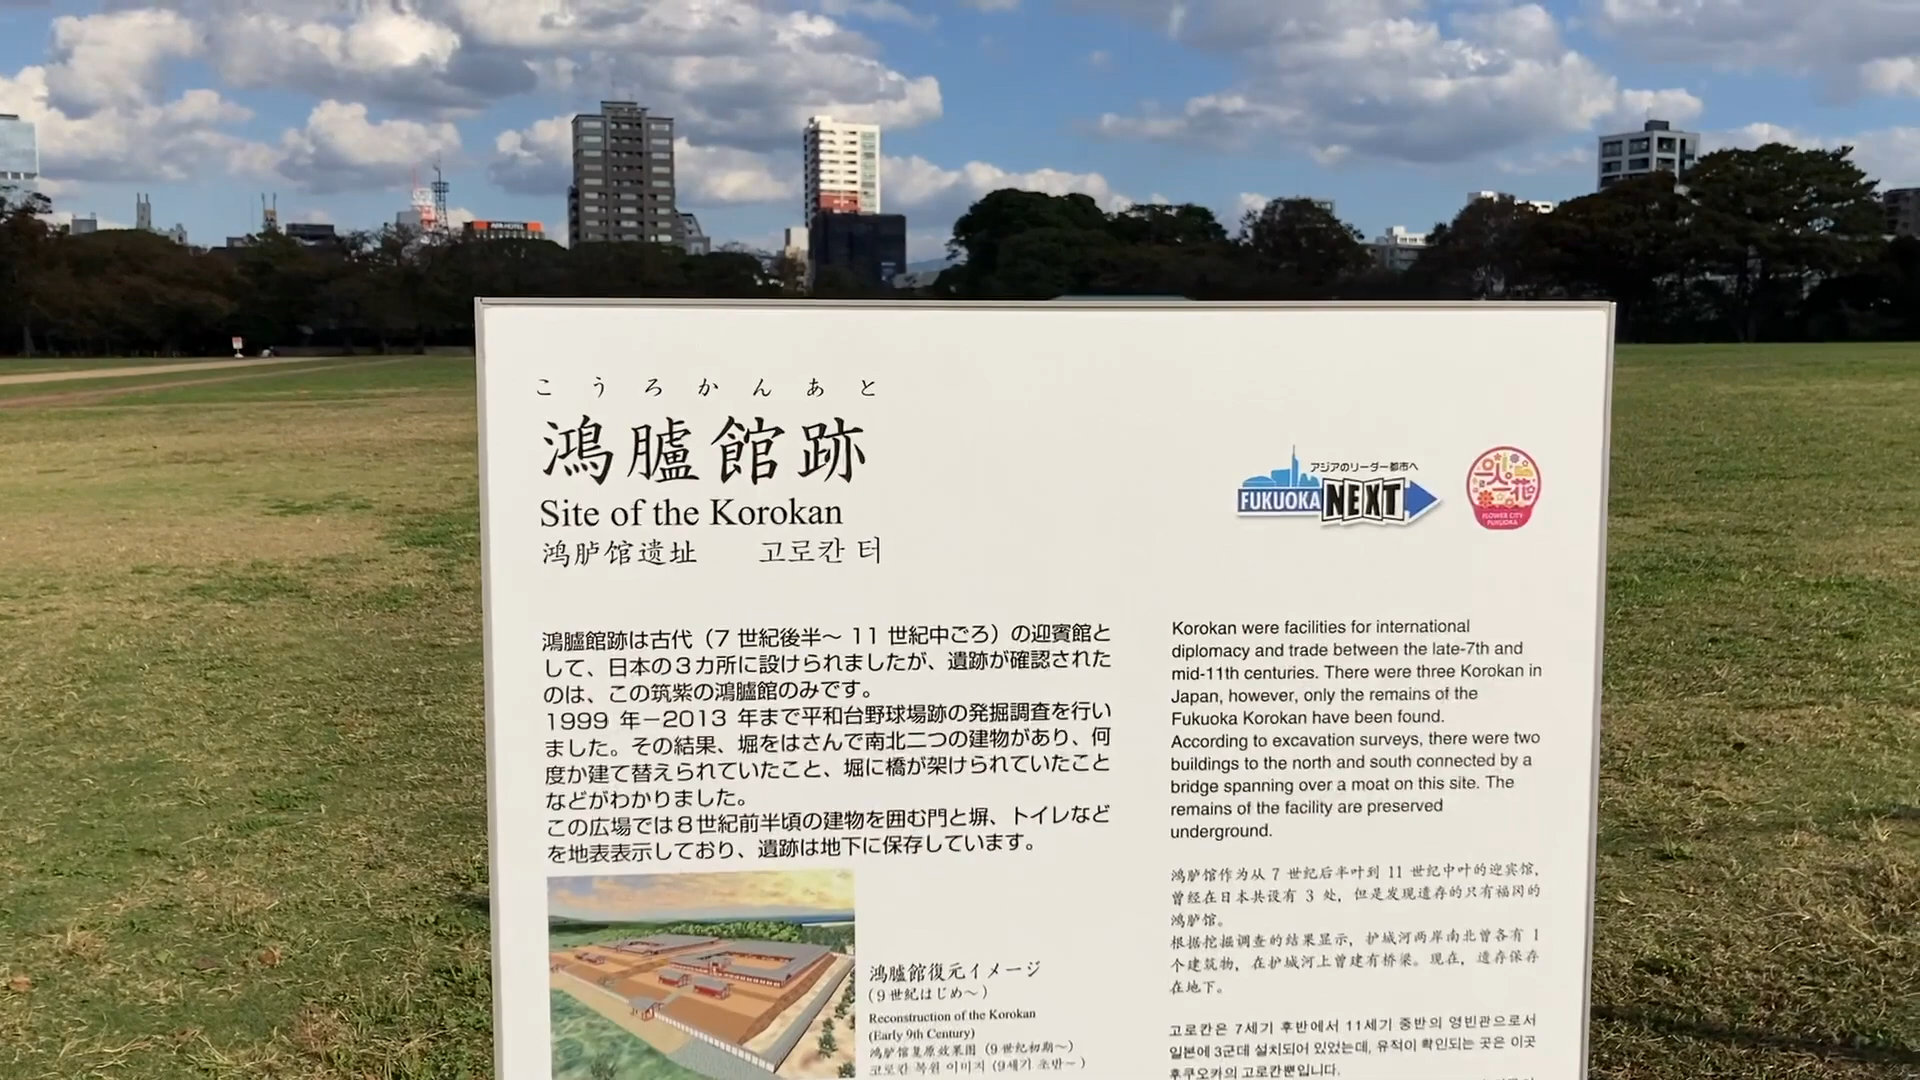 APA HOTEL
こうろかんあと
鴻臚館跡
Site of the Korokan
鸿胪馆遗址 고로칸 터
アジアのリーダー都市へ
FUKUOKA NEXT
一人一花
FLOWER CITY
FUKUOKA
鴻臚館跡は古代（7 世紀後半～ 11 世紀中ごろ）の迎賓館と
して、日本の３カ所に設けられましたが、遺跡が確認された
のは、この筑紫の鴻臚館のみです。
1999 年－2013 年まで平和台野球場跡の発掘調査を行い
ました。その結果、堀をはさんで南北二つの建物があり、何
度か建て替えられていたこと、堀に橋が架けられていたこと
などがわかりました。
この広場では８世紀前半頃の建物を囲む門と塀、トイレなど
を地表表示しており、遺跡は地下に保存しています。
鴻臚館復元イメージ
（９世紀はじめ～）
Reconstruction of the Korokan
(Early 9th Century)
鸿胪馆复原效果图（9 世纪初期～）
고로칸 복원 이미지 (9세기 초반～)
Korokan were facilities for international
diplomacy and trade between the late-7th and
mid-11th centuries. There were three Korokan in
Japan, however, only the remains of the
Fukuoka Korokan have been found.
According to excavation surveys, there were two
buildings to the north and south connected by a
bridge spanning over a moat on this site. The
remains of the facility are preserved
underground.
鸿胪馆作为从 7 世纪后半叶到 11 世纪中叶的迎宾馆，
曾经在日本共设有 3 处，但是发现遗存的只有福冈的
鸿胪馆。
根据挖掘调查的结果显示，护城河两岸南北曾各有 1
个建筑物，在护城河上曾建有桥梁。现在，遗存保存
在地下。
고로칸은 7세기 후반에서 11세기 중반의 영빈관으로서
일본에 3군데 설치되어 있었는데, 유적이 확인되는 곳은 이곳
후쿠오카의 고로칸뿐입니다.